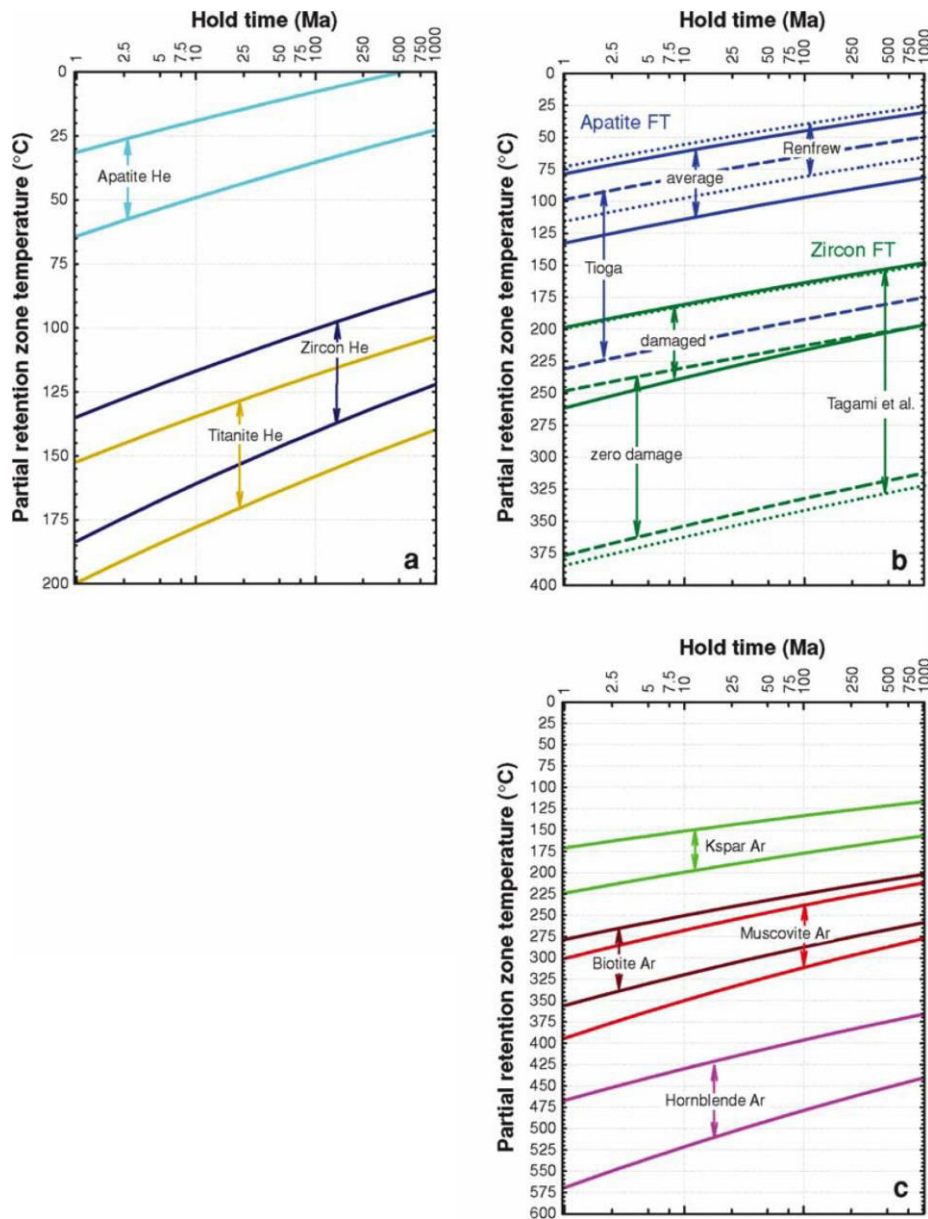 Hold time (Ma)
1 2.5 5 7.5 10 25 50 75 100 250 500 750 1000
Partial retention zone temperature (°C)
0
25
50
75
100
125
150
175
200
Apatite He
Zircon He
Titanite He
a
Hold time (Ma)
1 2.5 5 7.5 10 25 50 75 100 250 500 750 1000
Partial retention zone temperature (°C)
0
25
50
75
100
125
150
175
200
225
250
275
300
325
350
375
400
Apatite FT
Renfrew
average
Tioga
Zircon FT
damaged
Tagami et al.
zero damage
b
Hold time (Ma)
1 2.5 5 7.5 10 25 50 75 100 250 500 750 1000
Partial retention zone temperature (°C)
0
25
50
75
100
125
150
175
200
225
250
275
300
325
350
375
400
425
450
475
500
525
550
575
600
Kspar Ar
Muscovite Ar
Biotite Ar
Hornblende Ar
c